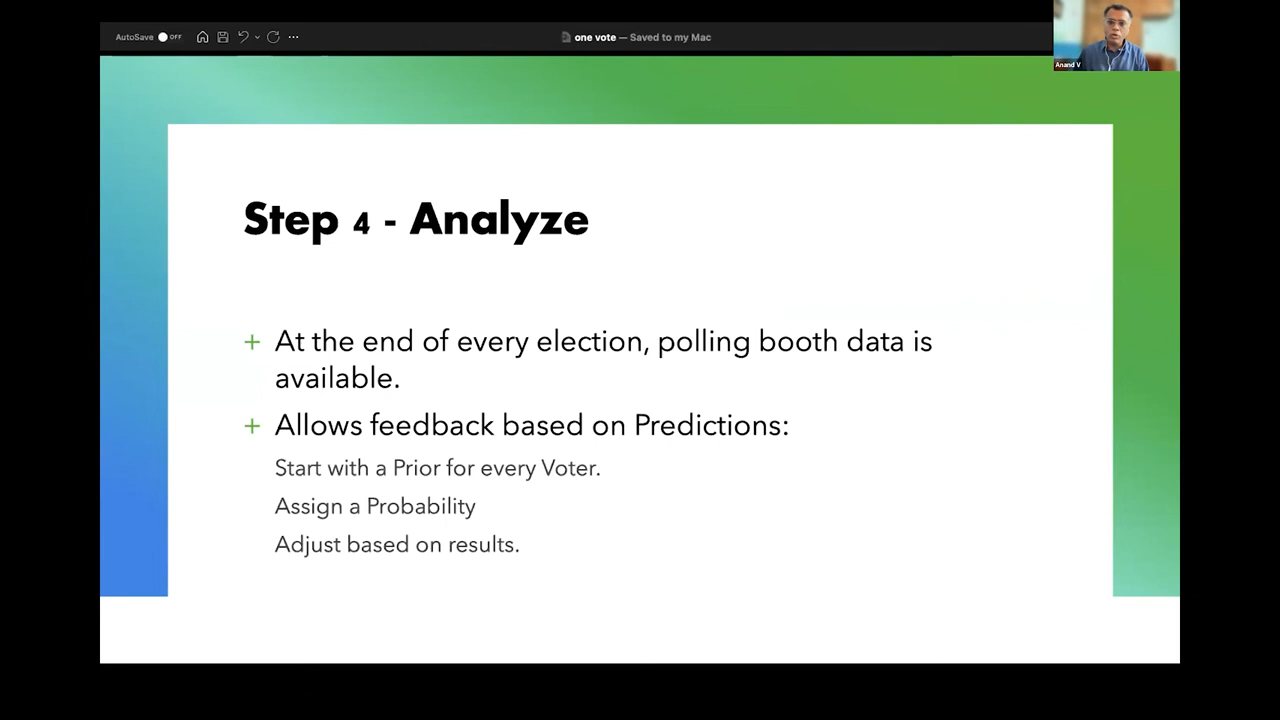 AutoSave OFF
one vote — Saved to my Mac
Anand V
Step 4 - Analyze
+ At the end of every election, polling booth data is
available.
+ Allows feedback based on Predictions:
Start with a Prior for every Voter.
Assign a Probability
Adjust based on results.